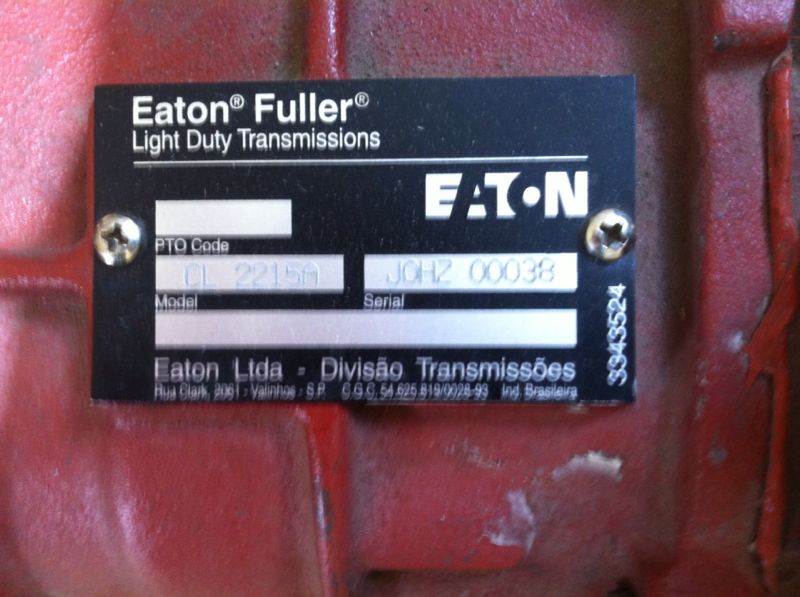 Eaton® Fuller®
Light Duty Transmissions
EATON
PTO Code
CL 2215A JOHZ 00038
Model Serial
Eaton Ltda - Divisão Transmissões
Rua Clark, 2061 - Valinhos - S.P. C.G.C. 54.625.819/0028-93 Ind. Brasileira
3343524